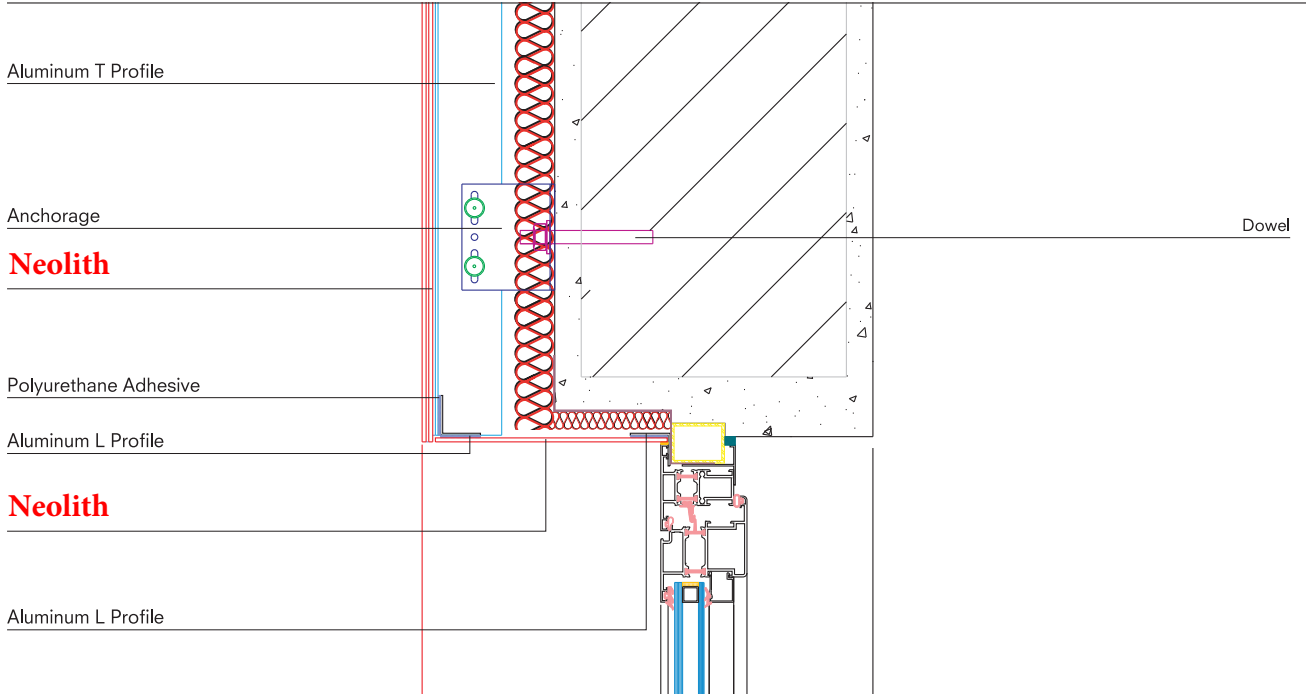 Aluminum T Profile
Anchorage
Dowel
Neolith
Polyurethane Adhesive
Aluminum L Profile
Neolith
Aluminum L Profile